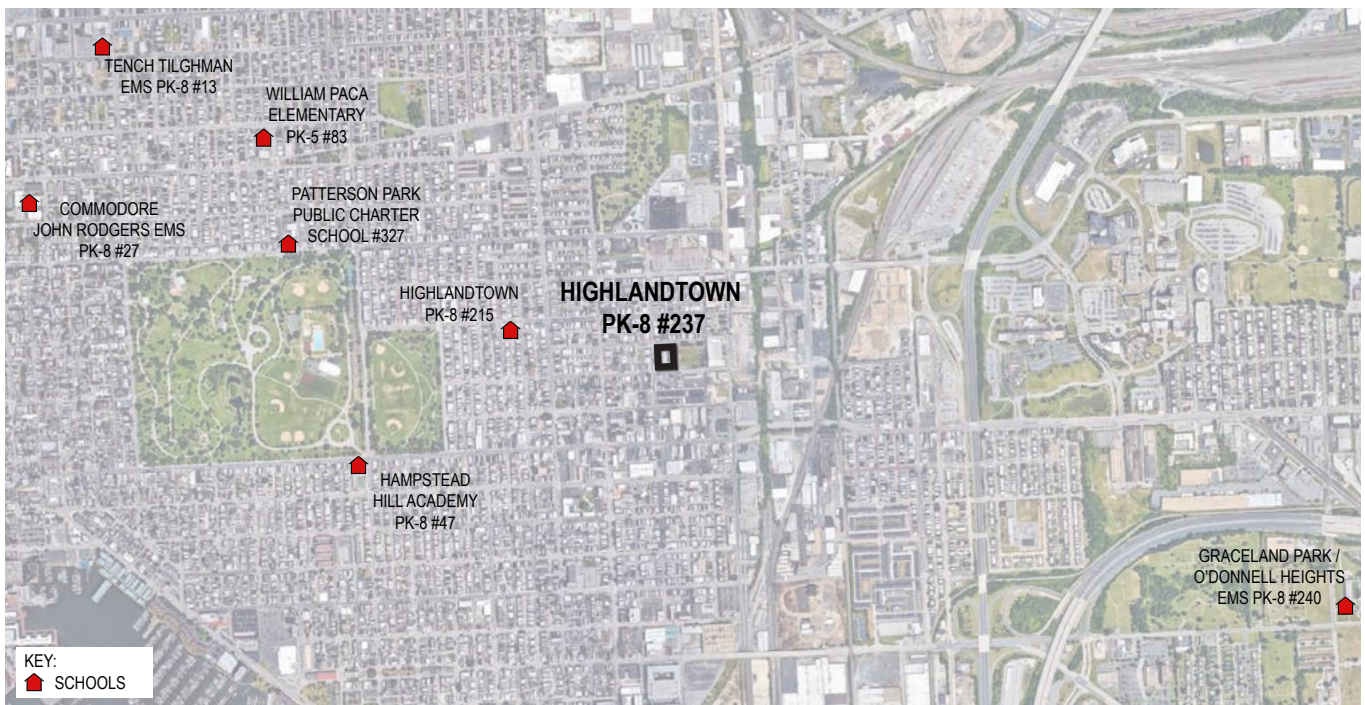 TENCH TILGHMAN
EMS PK-8 #13
WILLIAM PACA
ELEMENTARY
PK-5 #83
COMMODORE
JOHN RODGERS EMS
PK-8 #27
PATTERSON PARK
PUBLIC CHARTER
SCHOOL #327
HIGHLANDTOWN
PK-8 #215
HIGHLANDTOWN
PK-8 #237
HAMPSTEAD
HILL ACADEMY
PK-8 #47
GRACELAND PARK /
O'DONNELL HEIGHTS
EMS PK-8 #240
KEY:
SCHOOLS